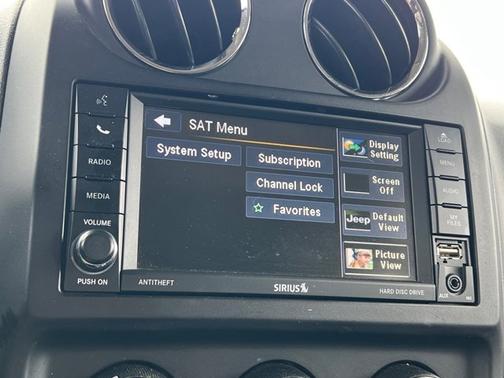 SAT Menu
System Setup
Subscription
Channel Lock
Favorites
Display
Setting
Screen
Off
Jeep
Default
View
Picture
View
RADIO
MEDIA
VOLUME
PUSH ON
LOAD
MENU
AUDIO
MY
FILES
AUX
ANTITHEFT
SIRIUS
HARD DISC DRIVE